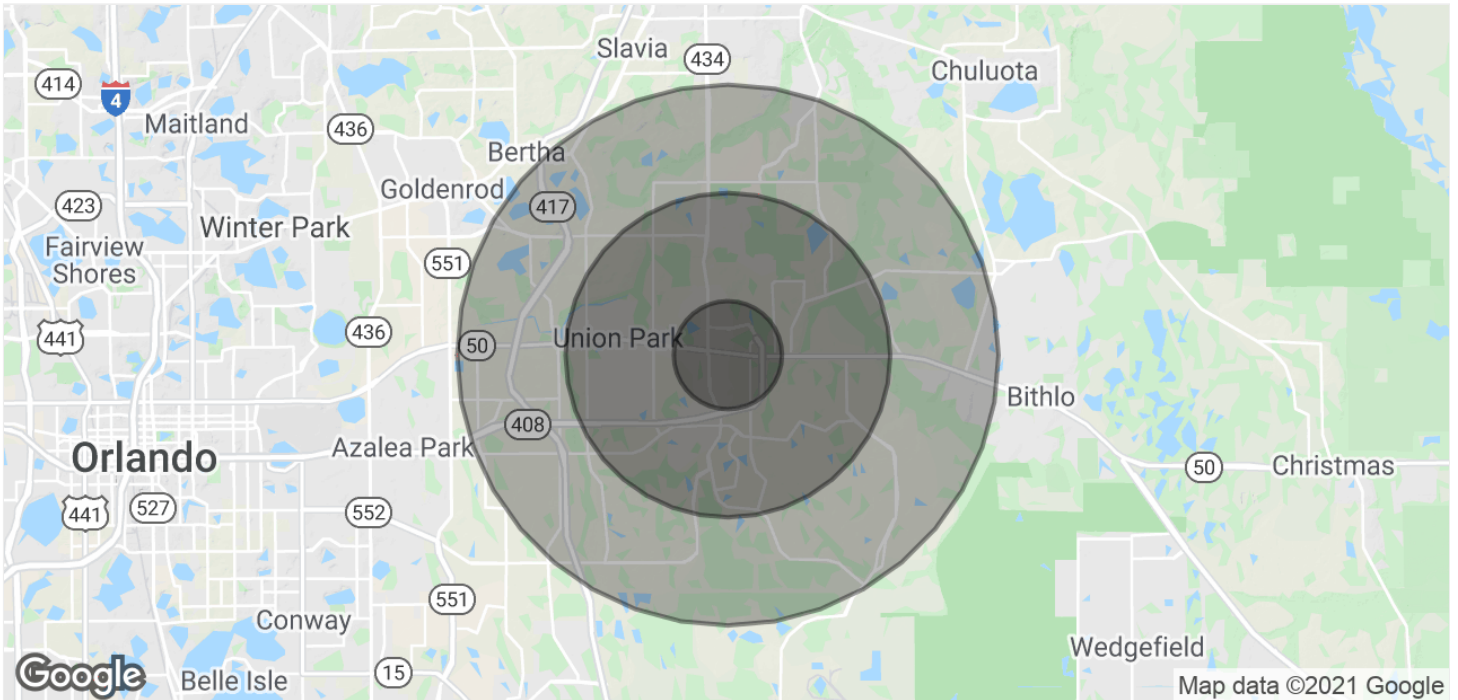 Slavia
434
Chuluota
414
4
Maitland
436
Bertha
Goldenrod
417
423
Winter Park
Fairview
Shores
551
441
436
50
Union Park
Bithlo
408
Azalea Park
Orlando
50
Christmas
441
527
552
551
Conway
Wedgefield
15
Google
Belle Isle
Map data ©2021 Google